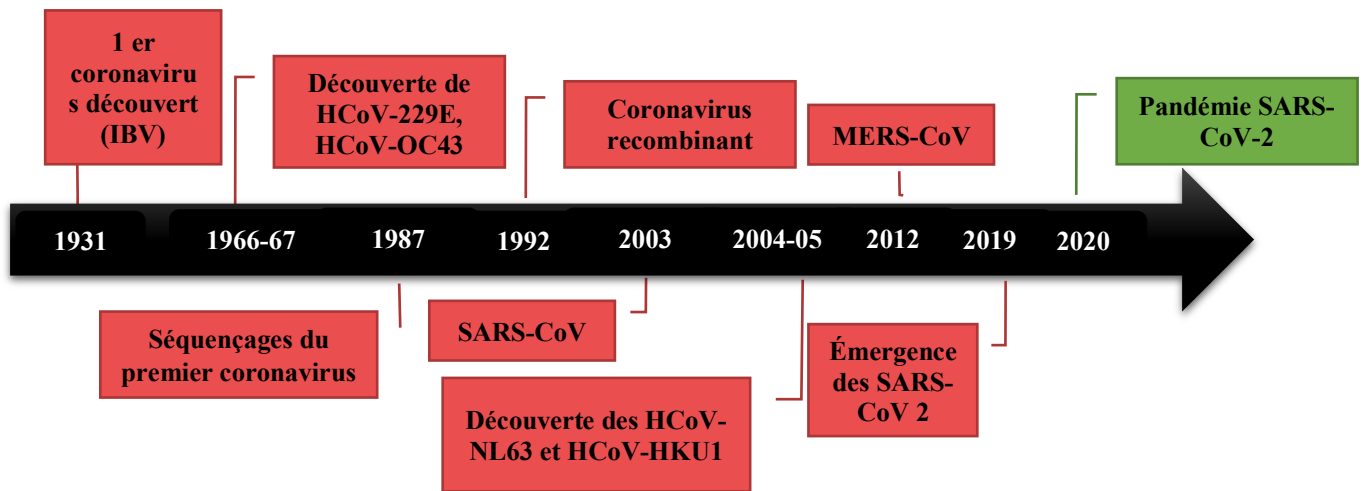 1 er
coronaviru
s découvert
(IBV)
Découverte de
HCoV-229E,
HCoV-OC43
Coronavirus
recombinant
MERS-CoV
Pandémie SARS-
CoV-2
1931
1966-67
1987
1992
2003
2004-05
2012
2019
2020
Séquençages du
premier coronavirus
SARS-CoV
Découverte des HCoV-
NL63 et HCoV-HKU1
Émergence
des SARS-
CoV 2